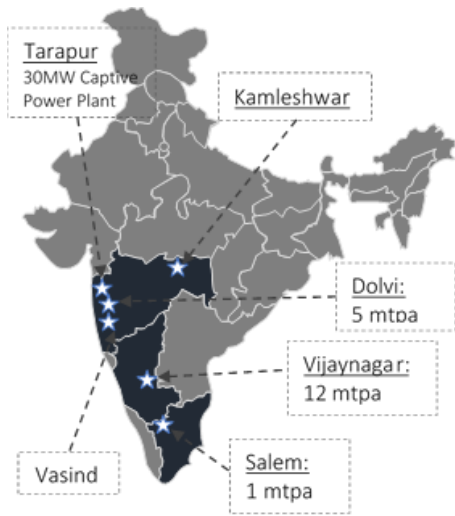 Tarapur
30MW Captive
Power Plant
Kamleshwar
Dolvi:
5 mtpa
Vijaynagar:
12 mtpa
Vasind
Salem:
1 mtpa